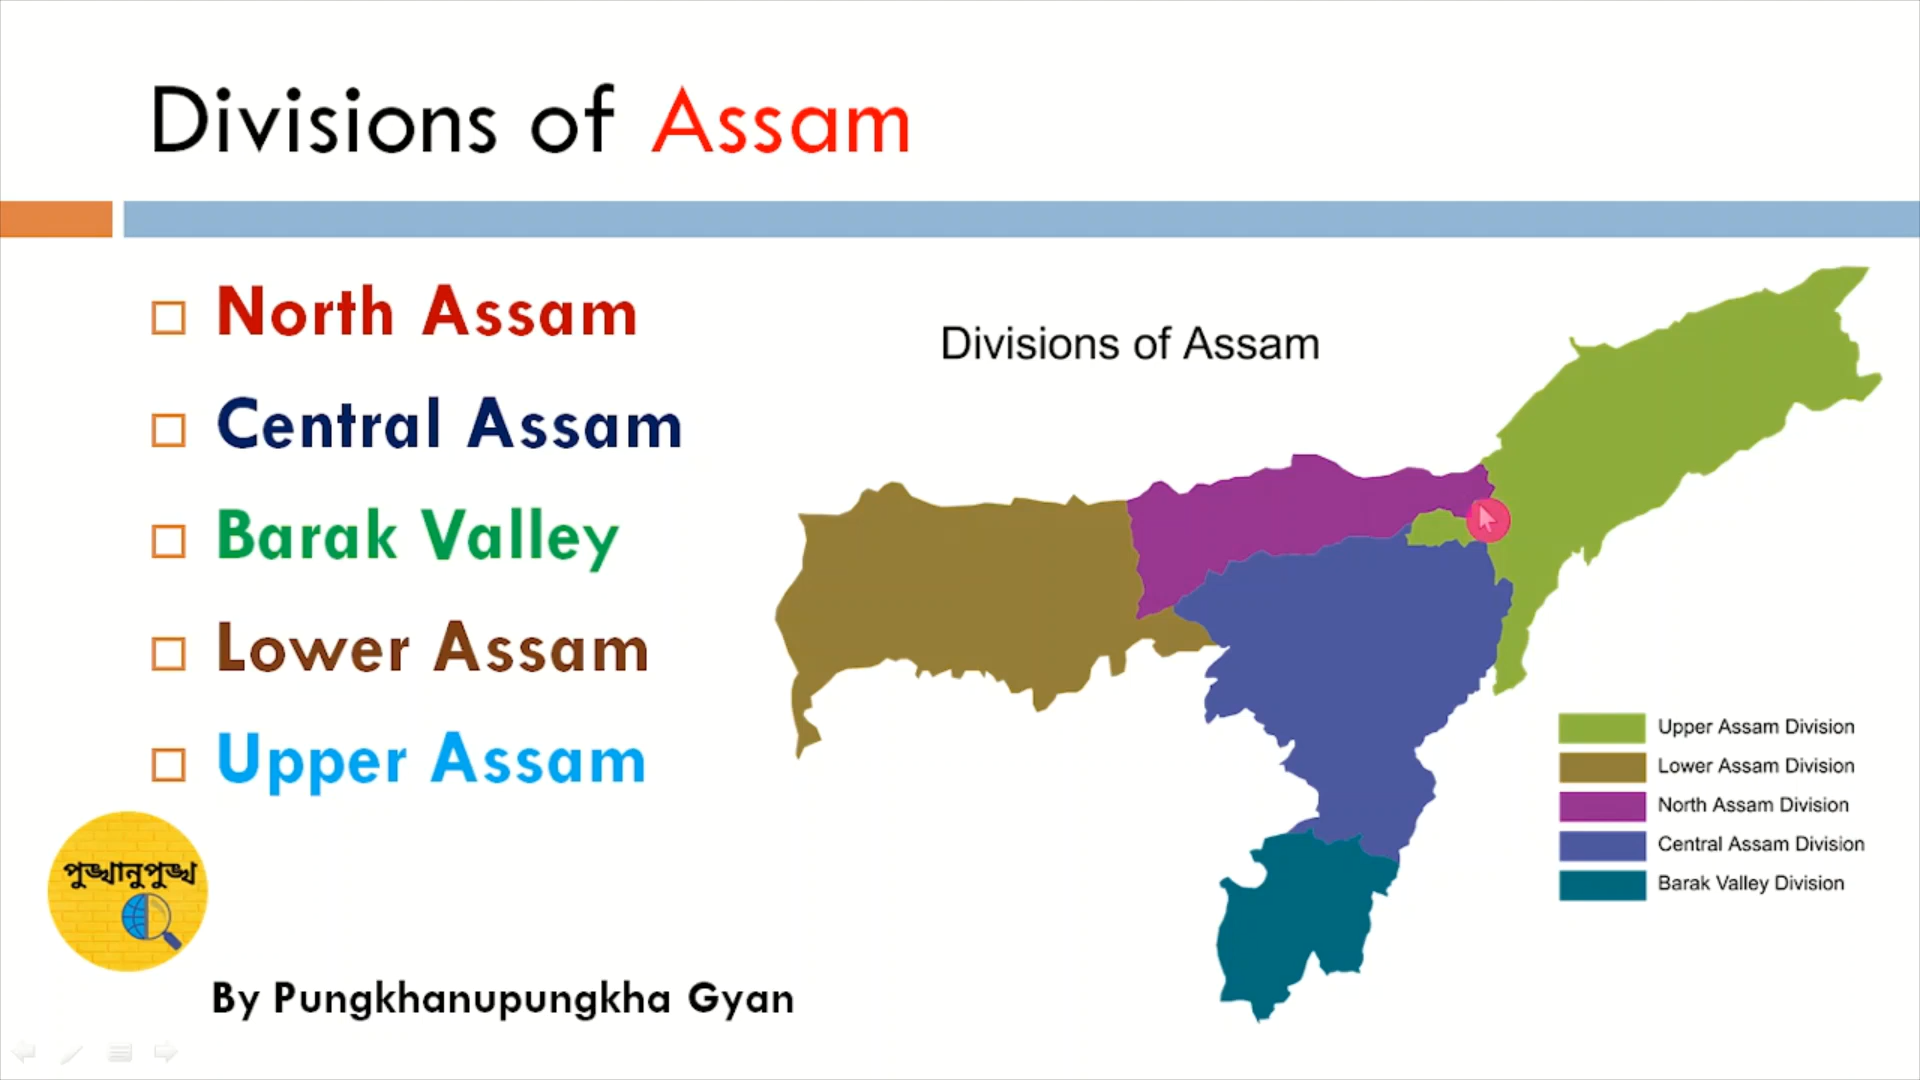 Divisions of Assam
North Assam
Central Assam
Barak Valley
Lower Assam
Upper Assam
Divisions of Assam
Upper Assam Division
Lower Assam Division
North Assam Division
Central Assam Division
Barak Valley Division
পুঙ্খানুপুঙ্খ
By Pungkhanupungkha Gyan